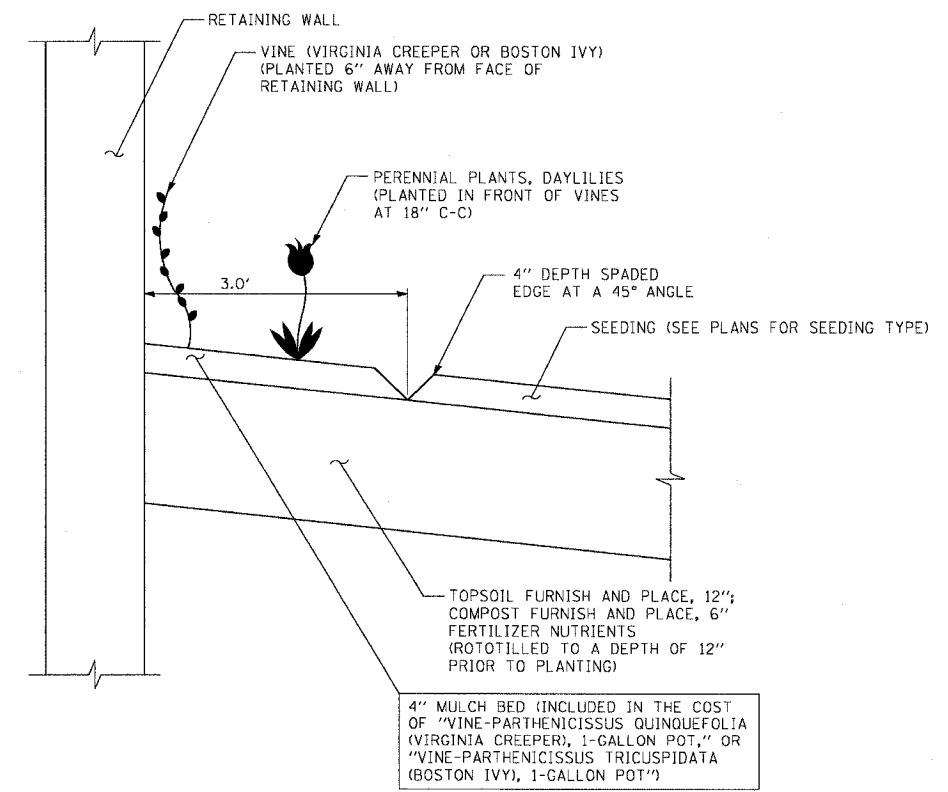 RETAINING WALL
VINE (VIRGINIA CREEPER OR BOSTON IVY)
(PLANTED 6" AWAY FROM FACE OF
RETAINING WALL)
PERENNIAL PLANTS, DAYLILIES
(PLANTED IN FRONT OF VINES
AT 18" C-C)
3.0'
4" DEPTH SPADED
EDGE AT A 45° ANGLE
SEEDING (SEE PLANS FOR SEEDING TYPE)
TOPSOIL FURNISH AND PLACE, 12";
COMPOST FURNISH AND PLACE, 6"
FERTILIZER NUTRIENTS
(ROTOTILLED TO A DEPTH OF 12"
PRIOR TO PLANTING)
4" MULCH BED (INCLUDED IN THE COST
OF "VINE-PARTHENICISSUS QUINQUEFOLIA
(VIRGINIA CREEPER), 1-GALLON POT," OR
"VINE-PARTHENICISSUS TRICUSPIDATA
(BOSTON IVY), 1-GALLON POT")